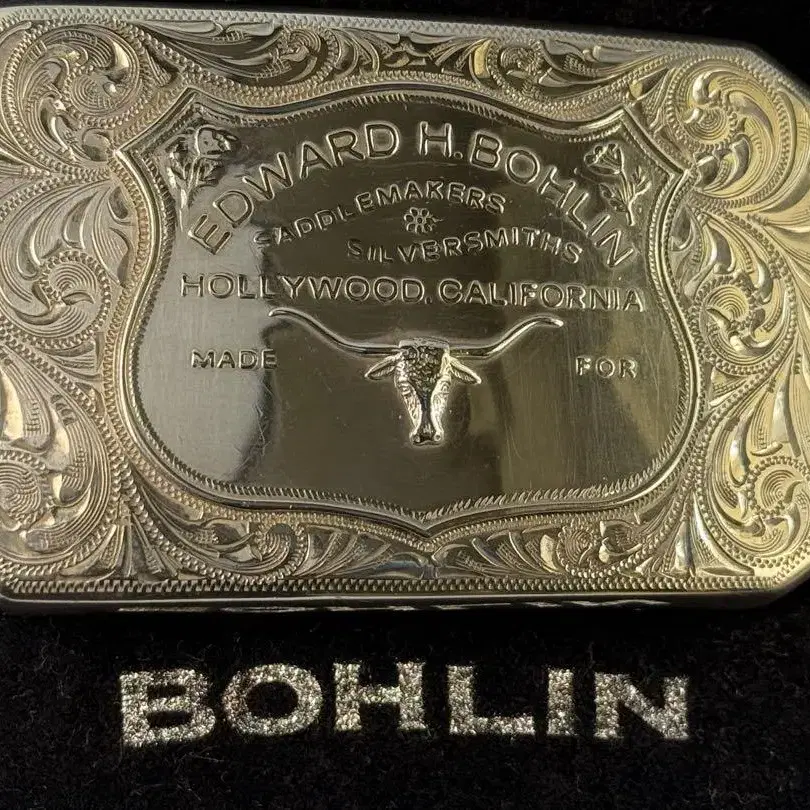 EDWARD H. BOHLIN
SADDLEMAKERS
SILVERSMITHS
HOLLYWOOD, CALIFORNIA
MADE FOR
BOHLIN